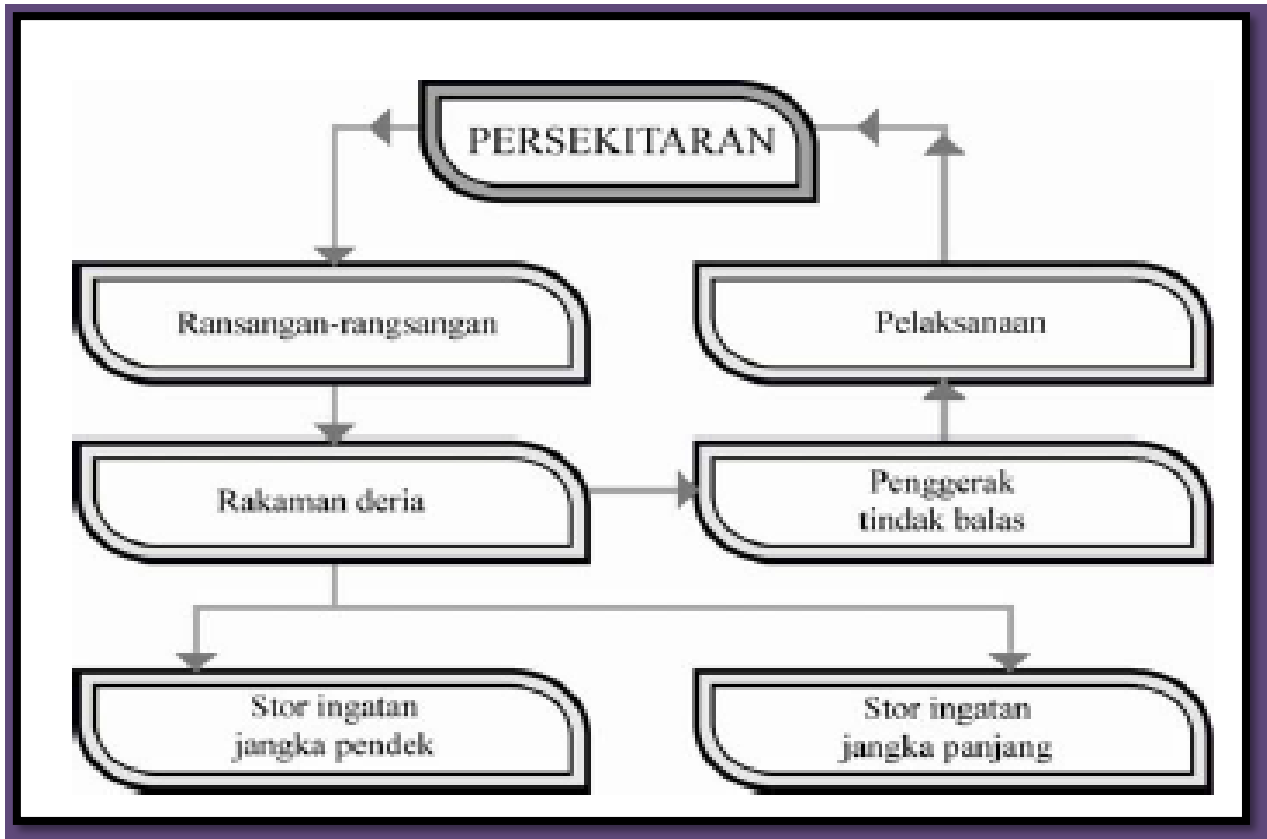 PERSEKITARAN
Ransangan-rangsangan
Pelaksanaan
Rakaman deria
Penggerak
tindak balas
Stor ingatan
jangka pendek
Stor ingatan
jangka panjang